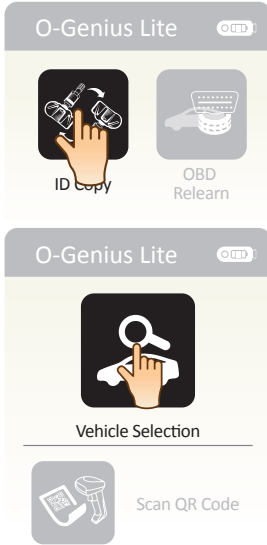 O-Genius Lite
ID Copy
OBD
Relearn
O-Genius Lite
Vehicle Selection
Scan QR Code